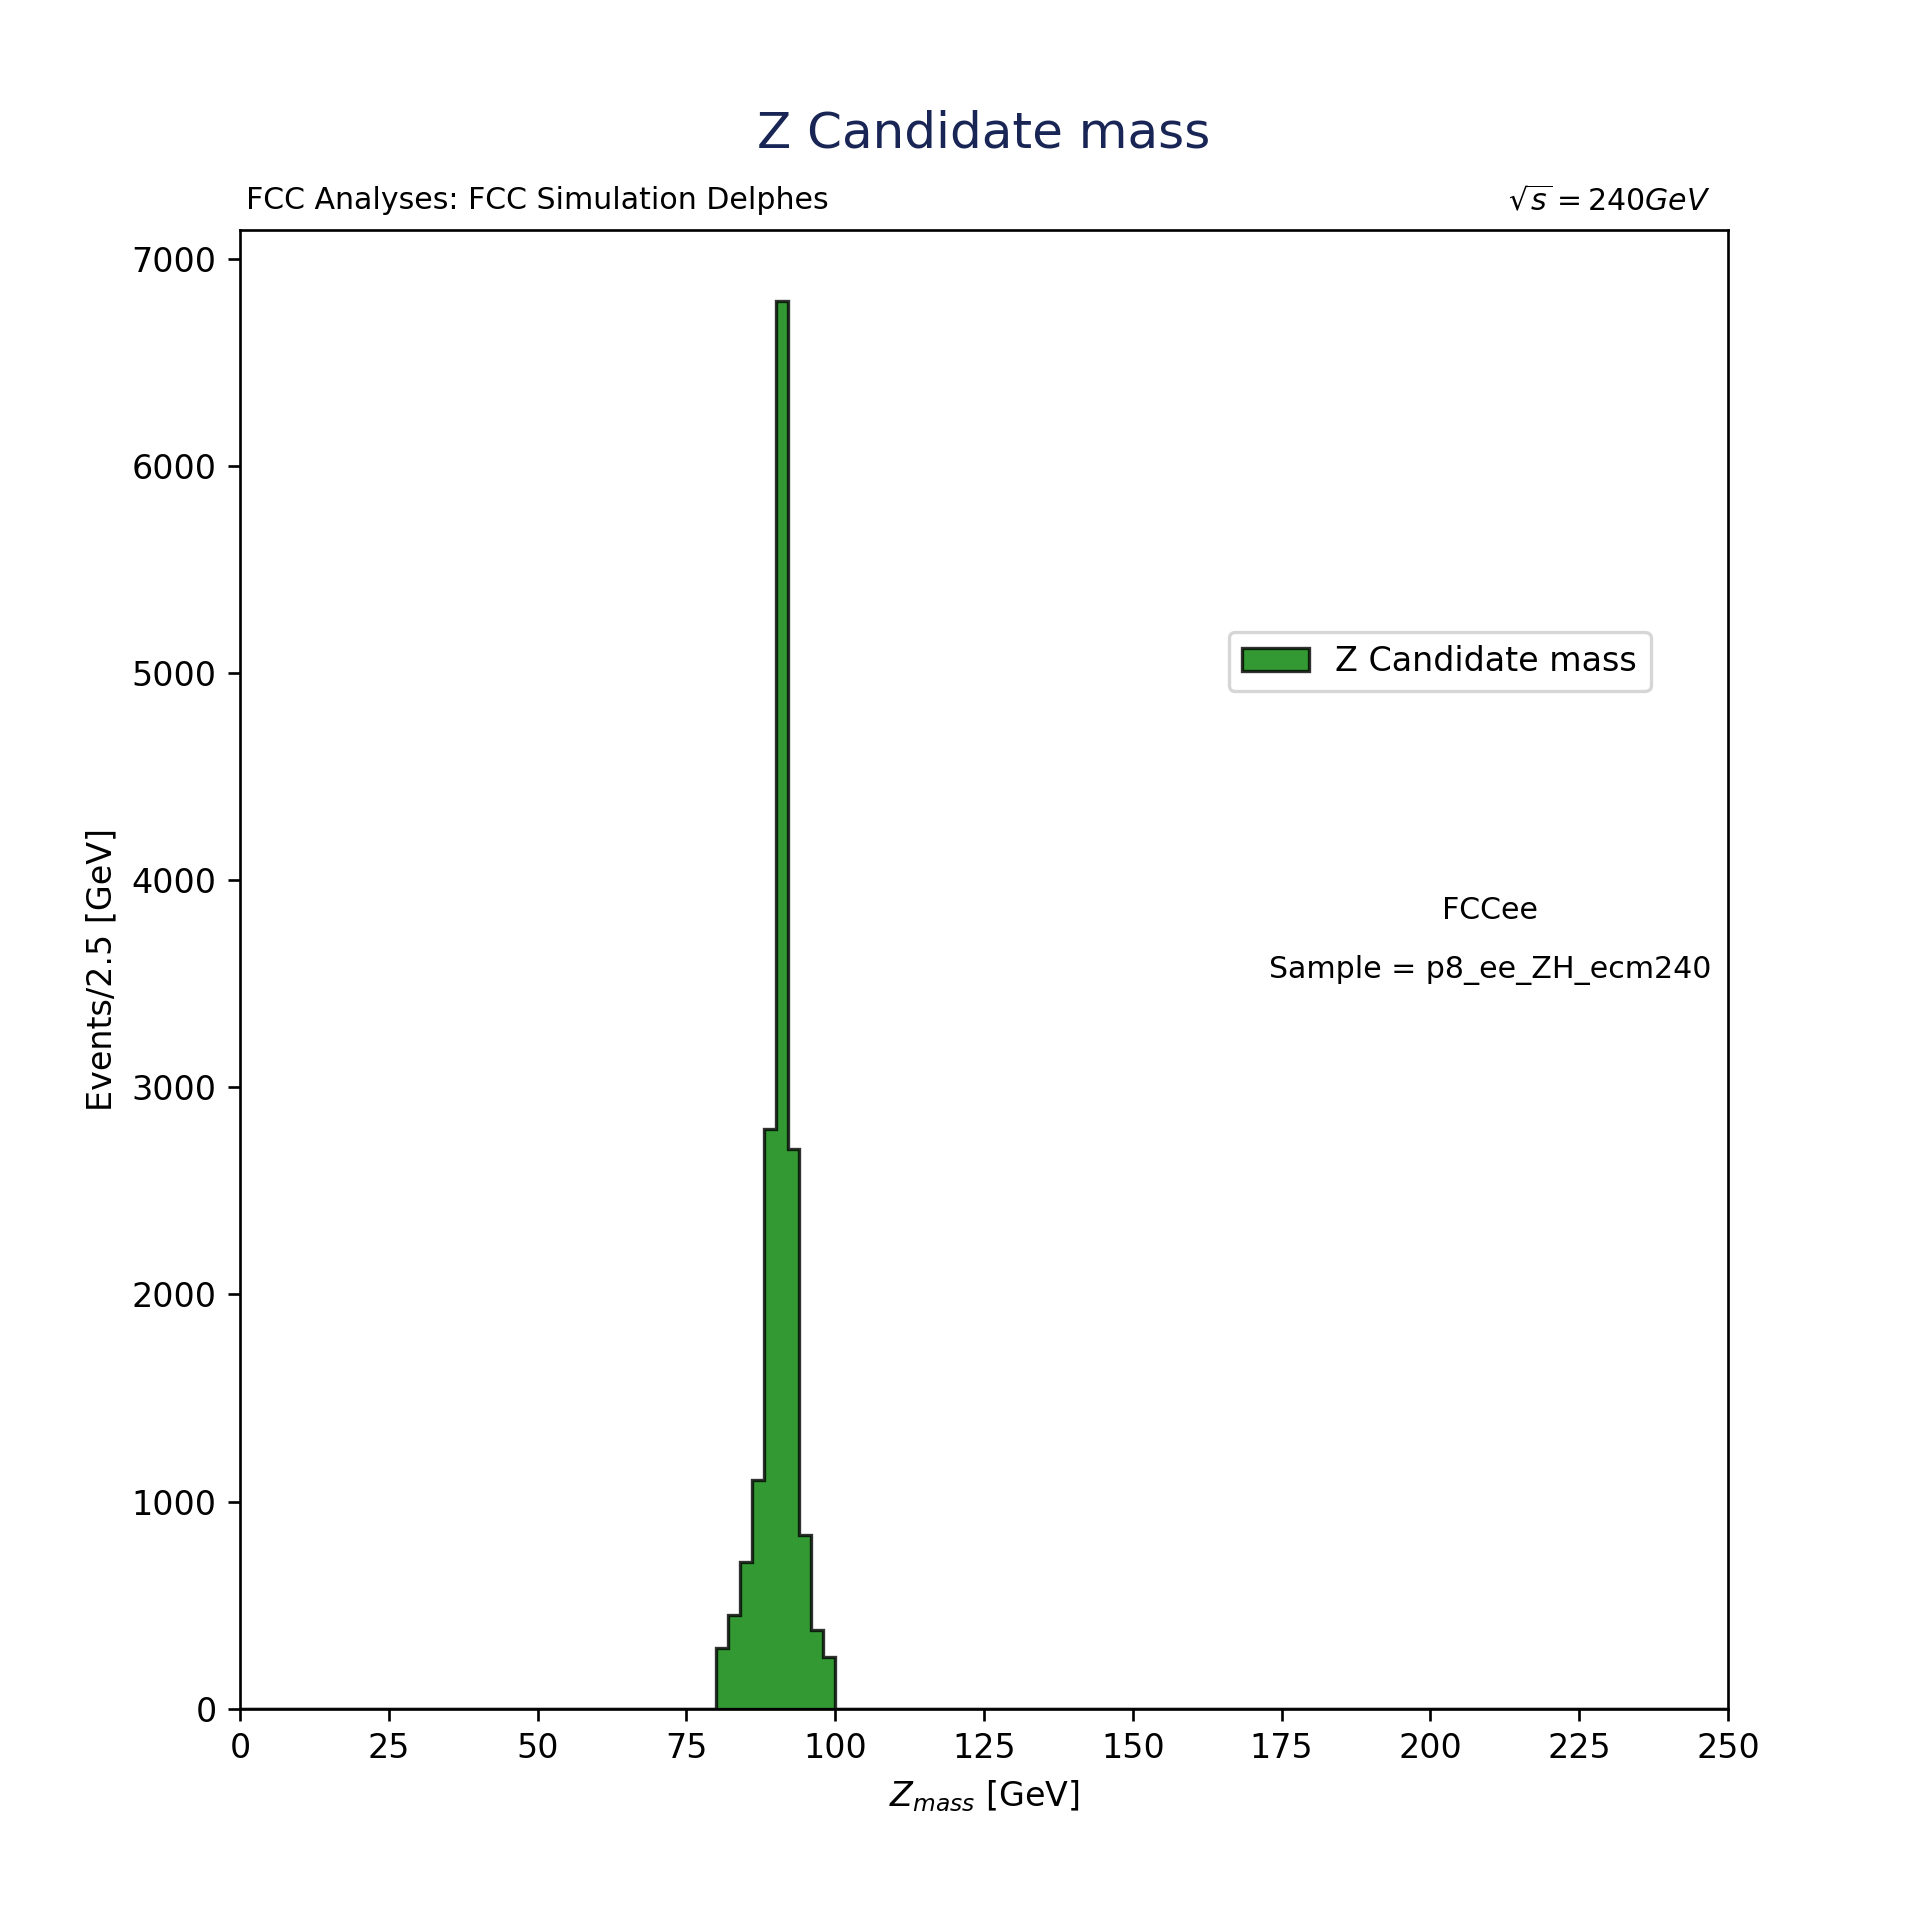 Z Candidate mass
FCC Analyses: FCC Simulation Delphes
√s = 240GeV
7000
6000
5000
4000
3000
2000
1000
0
Events/2.5 [GeV]
Z Candidate mass
FCCee
Sample = p8_ee_ZH_ecm240
0 25 50 75 100 125 150 175 200 225 250
Z_mass [GeV]